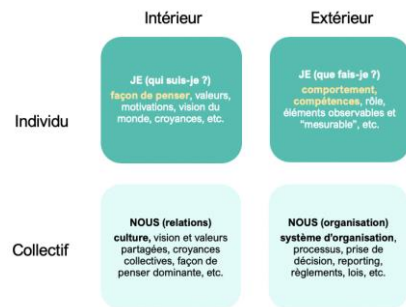 Intérieur
Extérieur
Individu
JE (qui suis-je ?)
façon de penser, valeurs,
motivations, vision du
monde, croyances, etc.
JE (que fais-je ?)
comportement,
compétences, rôle,
éléments observables et
"mesurable", etc.
Collectif
NOUS (relations)
culture, vision et valeurs
partagées, croyances
collectives, façon de
penser dominante, etc.
NOUS (organisation)
système d'organisation,
processus, prise de
décision, reporting,
règlements, lois, etc.